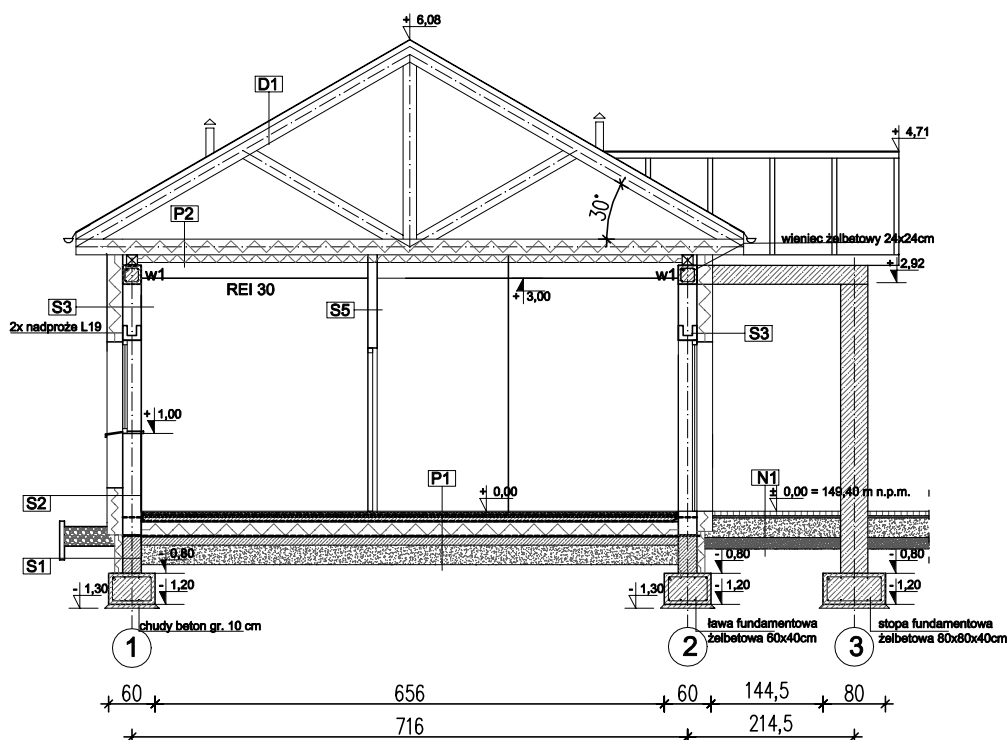 + 6,08
D1
+ 4,71
P2
30°
wieniec żelbetowy 24x24cm
w1
w1
+ 2,92
REI 30
+ 3,00
S3
S5
2x nadproże L19
S3
+ 1,00
P1
N1
S2
± 0,00
± 0,00 = 149,40 m n.p.m.
S1
- 0,80
- 0,80
- 0,80
- 1,30
- 1,20
- 1,30
- 1,20
- 1,20
chudy beton gr. 10 cm
ława fundamentowa
żelbetowa 60x40cm
stopa fundamentowa
żelbetowa 80x80x40cm
1
2
3
60
656
60
144,5
80
716
214,5